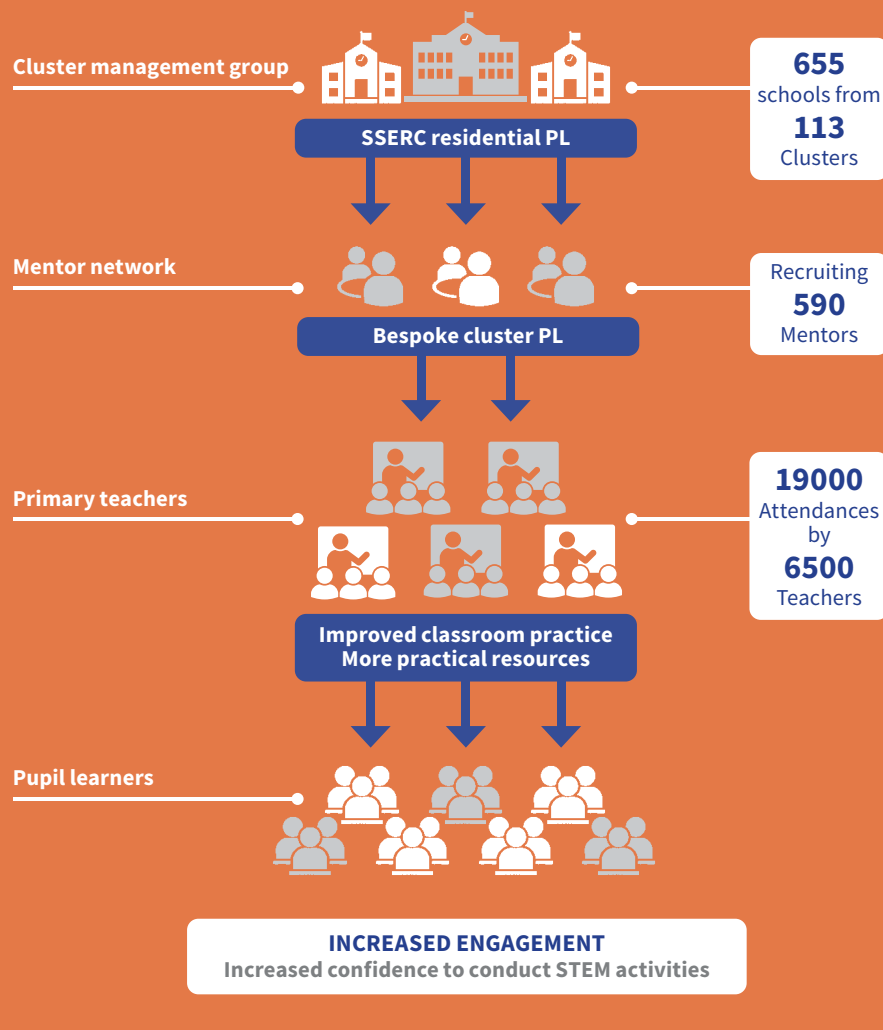 Cluster management group
655
schools from
113
Clusters
SSERC residential PL
Mentor network
Recruiting
590
Mentors
Bespoke cluster PL
Primary teachers
19000
Attendances
by
6500
Teachers
Improved classroom practice
More practical resources
Pupil learners
INCREASED ENGAGEMENT
Increased confidence to conduct STEM activities